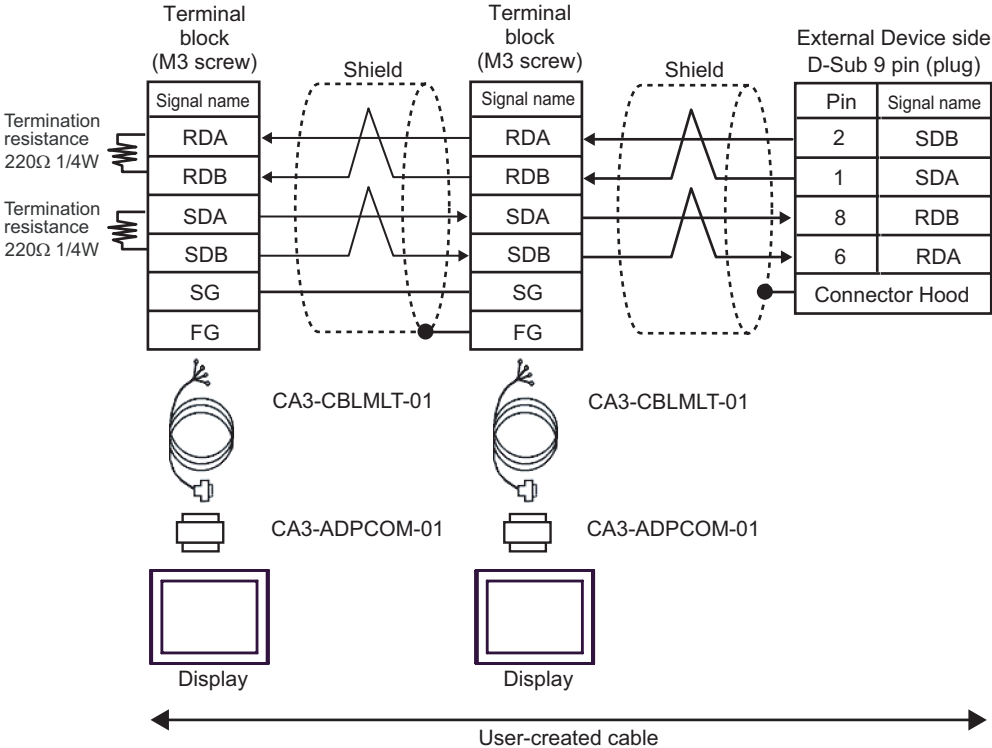 Terminal
block
(M3 screw)
Terminal
block
(M3 screw)
External Device side
D-Sub 9 pin (plug)
Shield
Shield
Signal name
Signal name
Pin
Signal name
Termination
resistance
220Ω 1/4W
RDA
RDA
2
SDB
RDB
RDB
1
SDA
Termination
resistance
220Ω 1/4W
SDA
SDA
8
RDB
SDB
SDB
6
RDA
SG
SG
Connector Hood
FG
FG
CA3-CBLMLT-01
CA3-CBLMLT-01
CA3-ADPCOM-01
CA3-ADPCOM-01
Display
Display
User-created cable